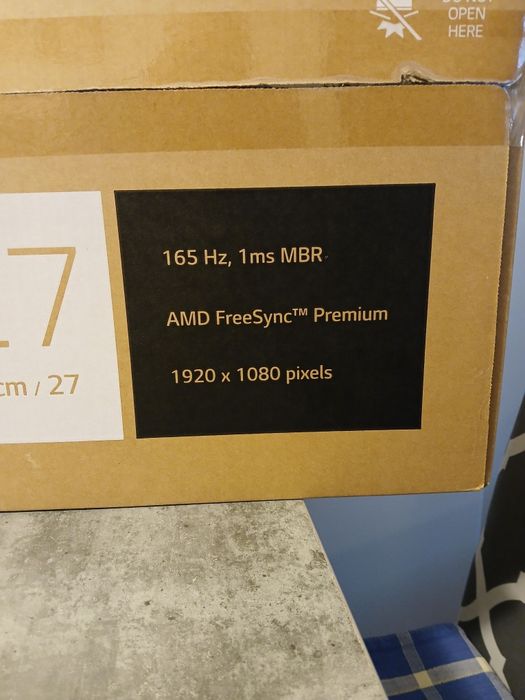 OPEN
HERE
7
cm / 27
165 Hz, 1ms MBR
AMD FreeSync™ Premium
1920 x 1080 pixels